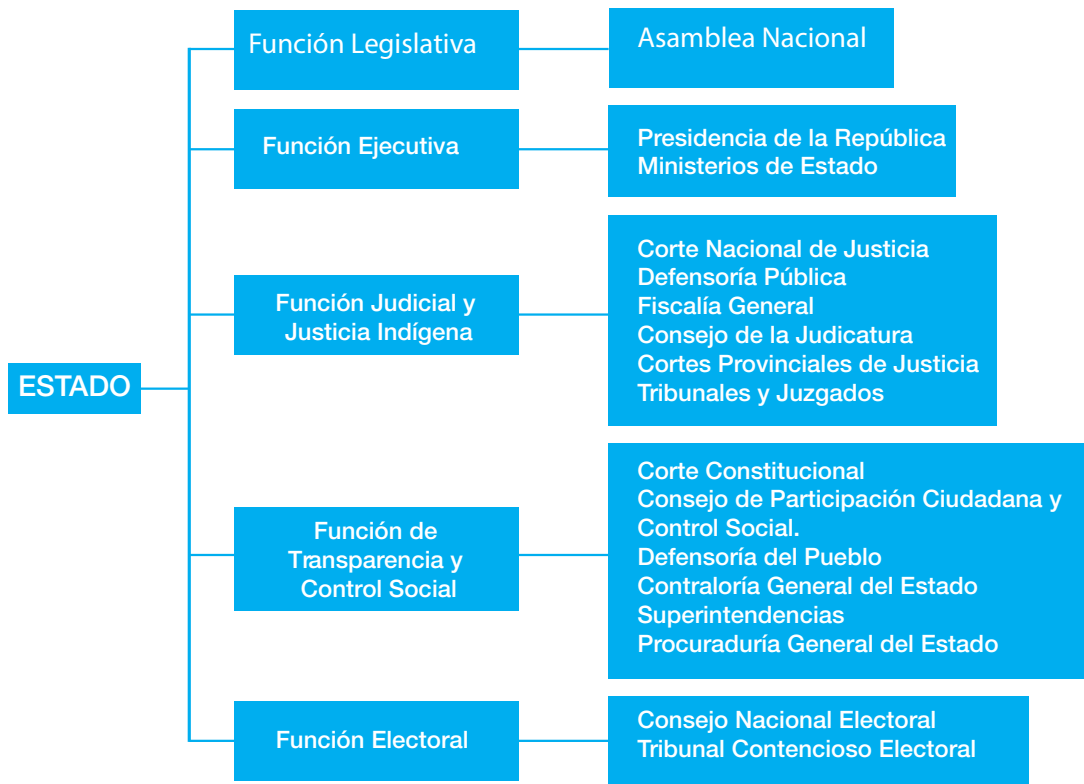 Función Legislativa
Asamblea Nacional
Función Ejecutiva
Presidencia de la República
Ministerios de Estado
Función Judicial y
Justicia Indígena
Corte Nacional de Justicia
Defensoría Pública
Fiscalía General
Consejo de la Judicatura
Cortes Provinciales de Justicia
Tribunales y Juzgados
ESTADO
Función de
Transparencia y
Control Social
Corte Constitucional
Consejo de Participación Ciudadana y
Control Social.
Defensoría del Pueblo
Contraloría General del Estado
Superintendencias
Procuraduría General del Estado
Función Electoral
Consejo Nacional Electoral
Tribunal Contencioso Electoral